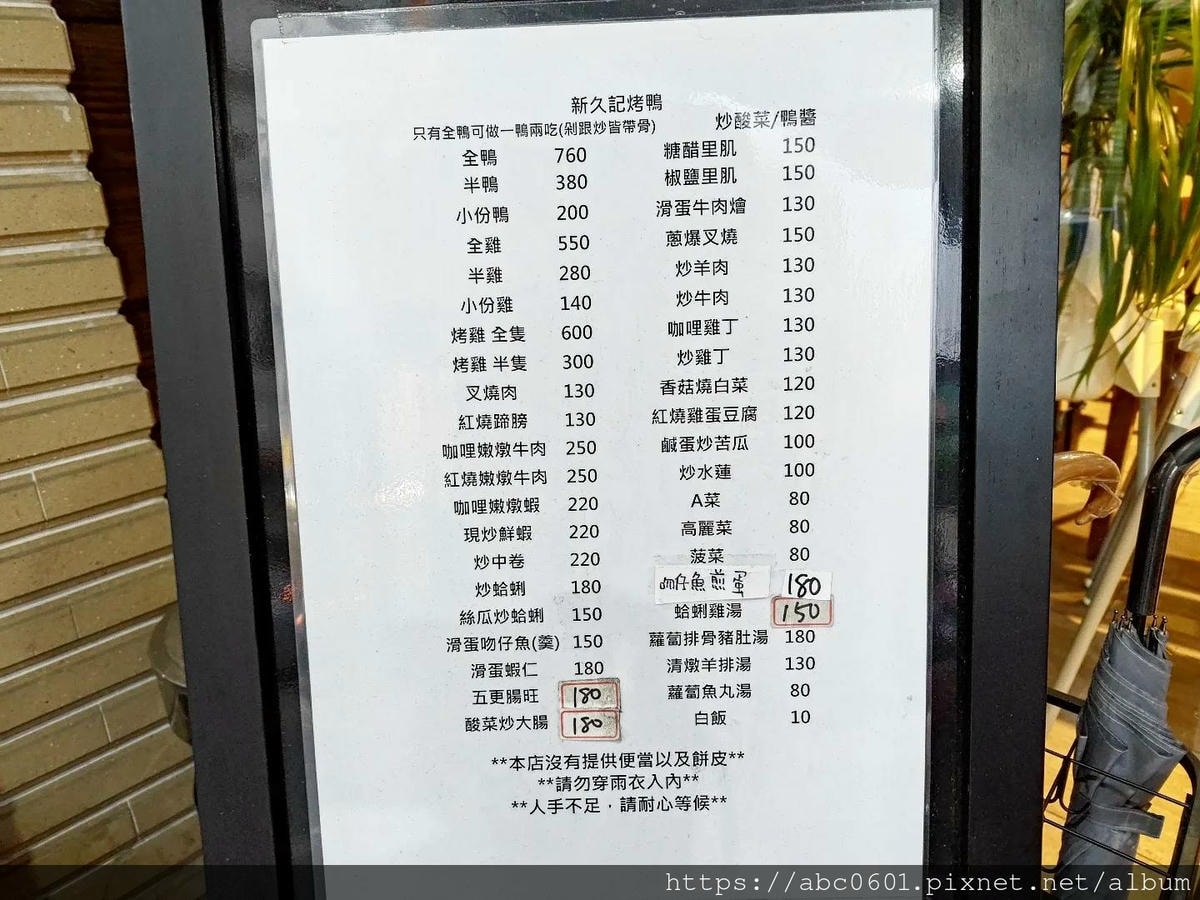 新久記烤鴨
只有全鴨可做一鴨兩吃(剁跟炒皆帶骨)
炒酸菜/鴨醬
全鴨 760
半鴨 380
小份鴨 200
全雞 550
半雞 280
小份雞 140
烤雞 全隻 600
烤雞 半隻 300
叉燒肉 130
紅燒蹄膀 130
咖哩嫩燉牛肉 250
紅燒嫩燉牛肉 250
咖哩嫩燉蝦 220
現炒鮮蝦 220
炒中卷 220
炒蛤蜊 180
絲瓜炒蛤蜊 150
滑蛋吻仔魚(羹) 150
滑蛋蝦仁 180
五更腸旺 180
酸菜炒大腸 180
糖醋里肌 150
椒鹽里肌 150
滑蛋牛肉燴 130
蔥爆叉燒 150
炒羊肉 130
炒牛肉 130
咖哩雞丁 130
炒雞丁 130
香菇燒白菜 120
紅燒雞蛋豆腐 120
鹹蛋炒苦瓜 100
炒水蓮 100
A菜 80
高麗菜 80
菠菜 80
吻仔魚煎蛋 180
蛤蜊雞湯 150
蘿蔔排骨豬肚湯 180
清燉羊排湯 130
蘿蔔魚丸湯 80
白飯 10
**本店沒有提供便當以及餅皮**
**請勿穿雨衣入內**
**人手不足，請耐心等候**
https://abc0601.pixnet.net/album